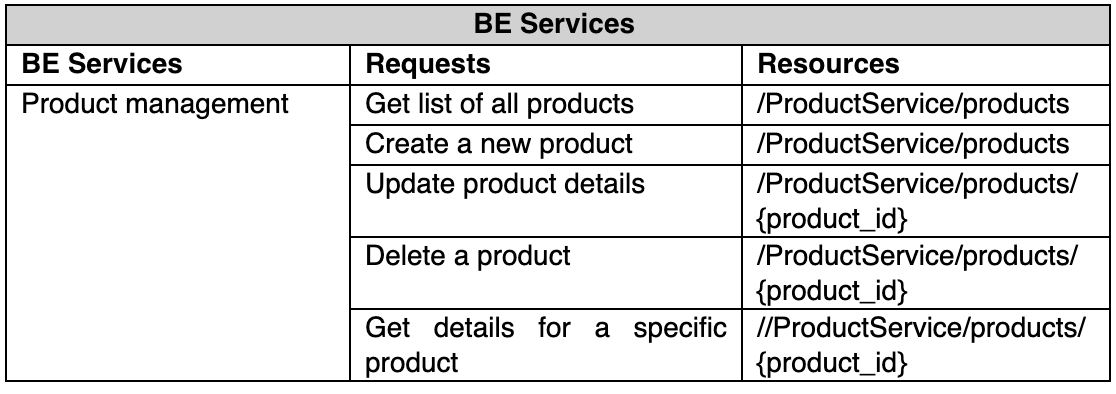 BE Services
BE Services Requests Resources
Product management Get list of all products /ProductService/products
Create a new product /ProductService/products
Update product details /ProductService/products/
{product_id}
Delete a product /ProductService/products/
{product_id}
Get details for a specific //ProductService/products/
product {product_id}